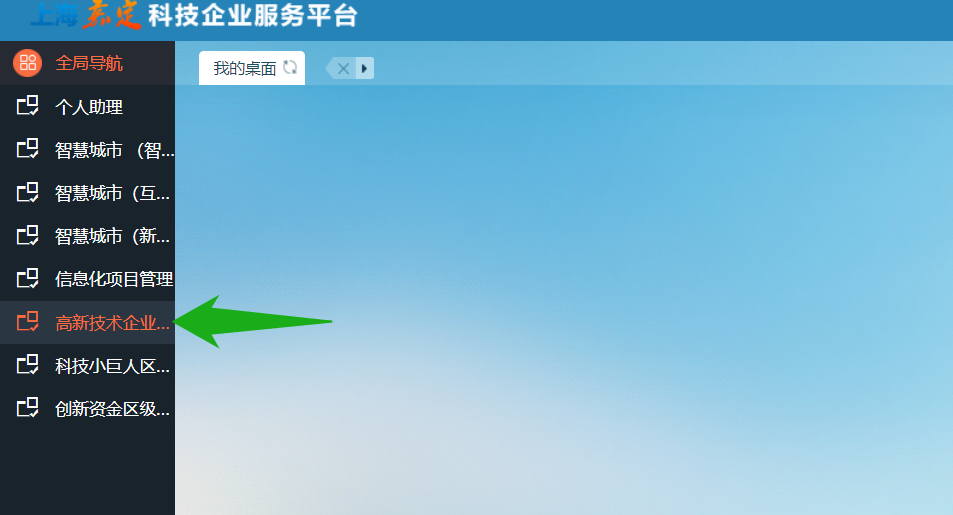 上海嘉定 科技企业服务平台
全局导航
我的桌面
个人助理
智慧城市 （智...
智慧城市（互...
智慧城市（新...
信息化项目管理
高新技术企业...
科技小巨人区...
创新资金区级...